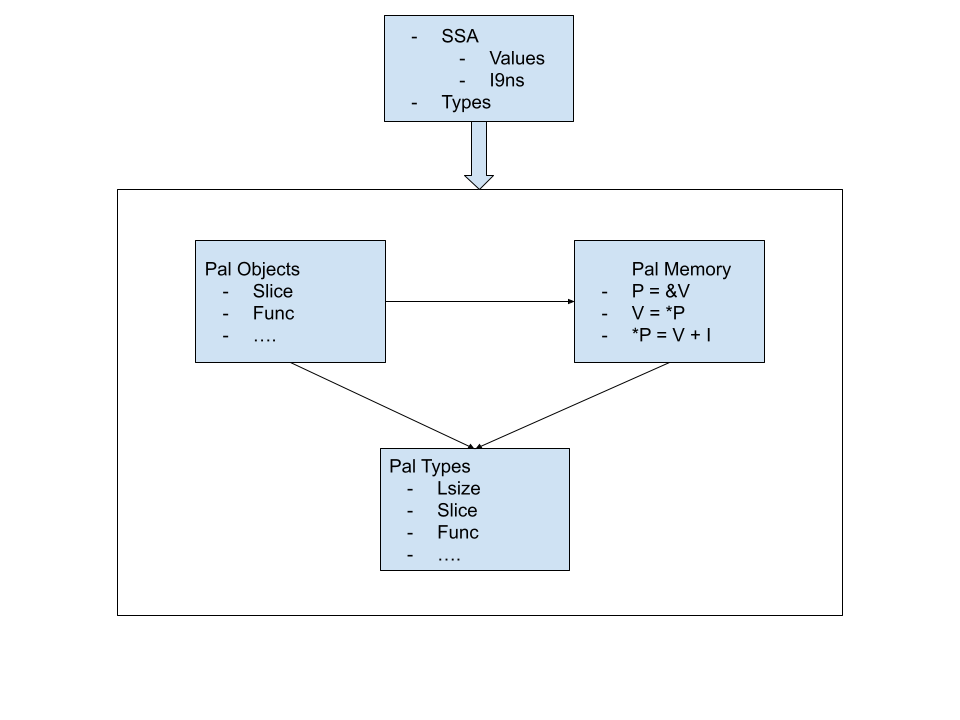 - SSA
- Values
- I9ns
- Types
Pal Objects
- Slice
- Func
- ….
Pal Memory
- P = &V
- V = *P
- *P = V + I
Pal Types
- Lsize
- Slice
- Func
- ….